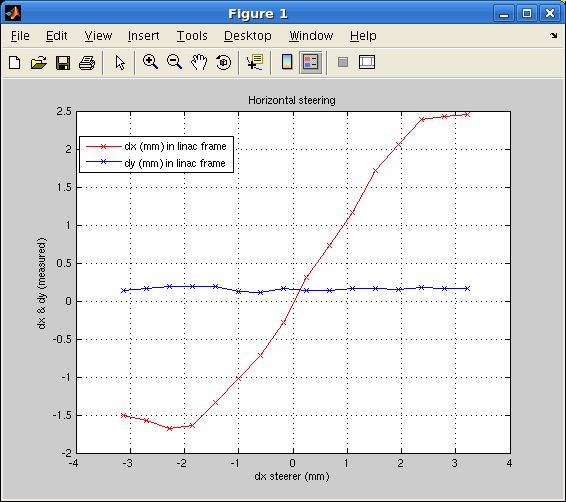 Figure 1
File Edit View Insert Tools Desktop Window Help
Horizontal steering
2.5
2
1.5
1
0.5
0
-0.5
-1
-1.5
-2
dx & dy (measured)
dx (mm) in linac frame
dy (mm) in linac frame
-4 -3 -2 -1 0 1 2 3 4
dx steerer (mm)